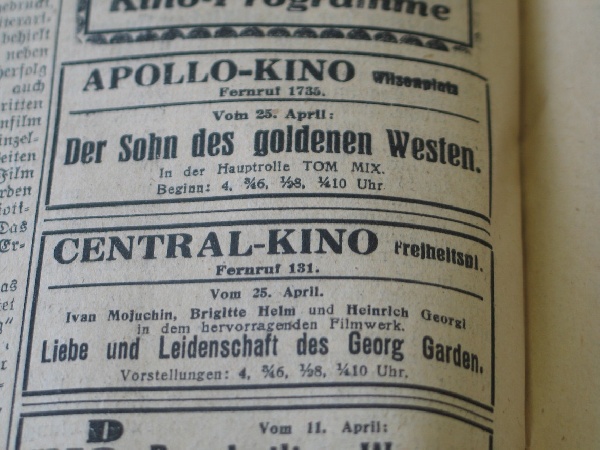 Kino-Programme
APOLLO-KINO Wilsonplatz
Fernruf 1735.
Vom 25. April:
Der Sohn des goldenen Westen.
In der Hauptrolle TOM MIX.
Beginn: 4, ¾6, ½8, ¼10 Uhr
CENTRAL-KINO Freiheitspl.
Fernruf 131.
Vom 25. April.
Ivan Mojuchin, Brigitte Helm und Heinrich Georgi
in dem hervorragenden Filmwerk.
Liebe und Leidenschaft des Georg Garden.
Vorstellungen: 4, ¾6, ½8, ¼10 Uhr.
Vom 11. April: